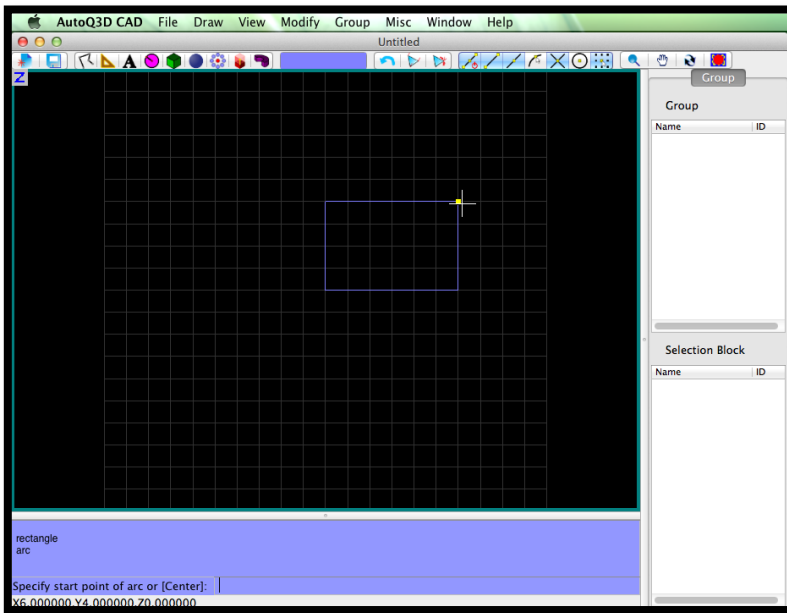 AutoQ3D CAD File Draw View Modify Group Misc Window Help
Untitled
A
Z
Group
Group
Name ID
Selection Block
Name ID
rectangle
arc
Specify start point of arc or [Center]:
X6.000000,Y4.000000,Z0.000000